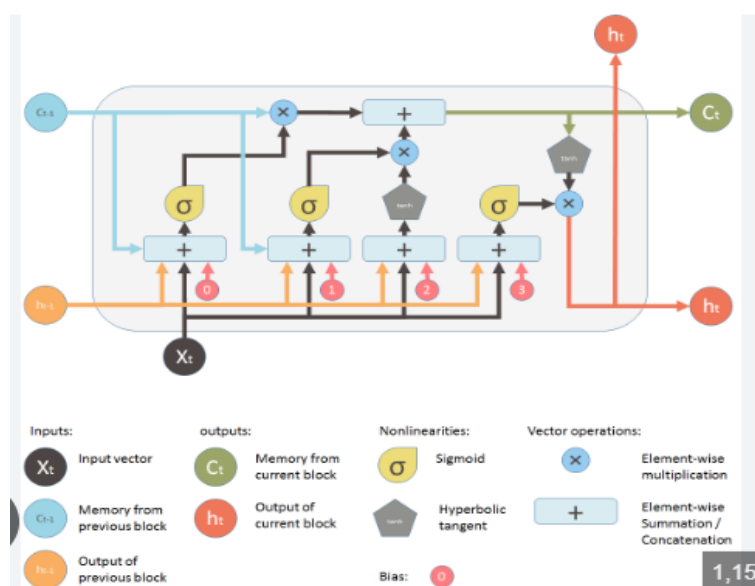 ht
Ct-1
×
+
Ct
tanh
×
σ
σ
tanh
σ
×
+
+
+
+
0
1
2
3
ht-1
ht
Xt
Inputs:
outputs:
Nonlinearities:
Vector operations:
Xt
Input vector
Ct
Memory from
current block
σ
Sigmoid
×
Element-wise
multiplication
Ct-1
Memory from
previous block
ht
Output of
current block
tanh
Hyperbolic
tangent
+
Element-wise
Summation /
Concatenation
ht-1
Output of
previous block
Bias:
0
1,15